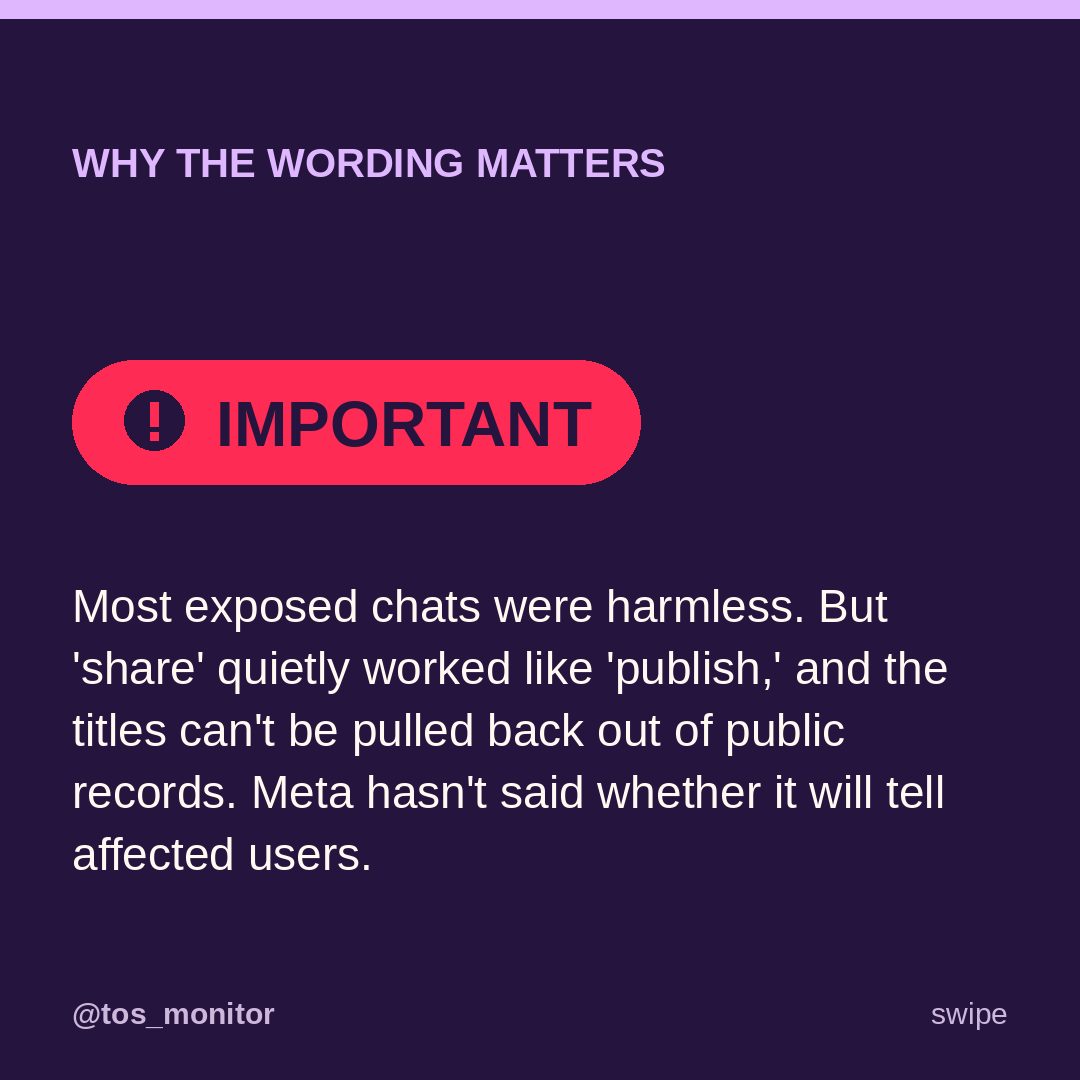 WHY THE WORDING MATTERS
IMPORTANT
Most exposed chats were harmless. But
'share' quietly worked like 'publish,' and the
titles can't be pulled back out of public
records. Meta hasn't said whether it will tell
affected users.
@tos_monitor
swipe